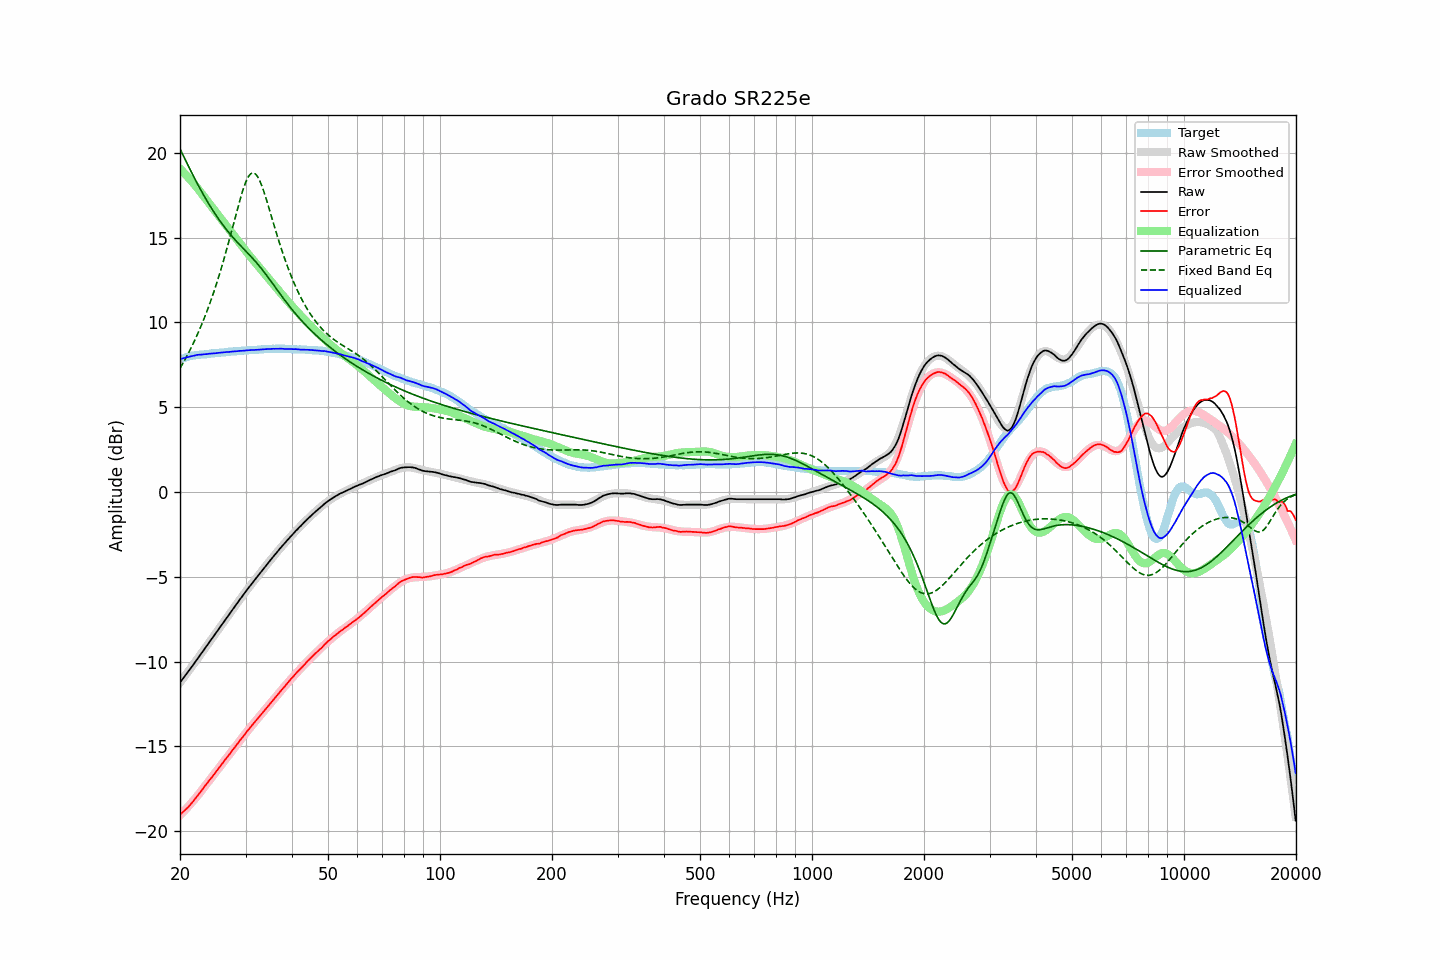 Grado SR225e
Amplitude (dBr)
20
15
10
5
0
−5
−10
−15
−20
Target
Raw Smoothed
Error Smoothed
Raw
Error
Equalization
Parametric Eq
Fixed Band Eq
Equalized
20 50 100 200 500 1000 2000 5000 10000 20000
Frequency (Hz)